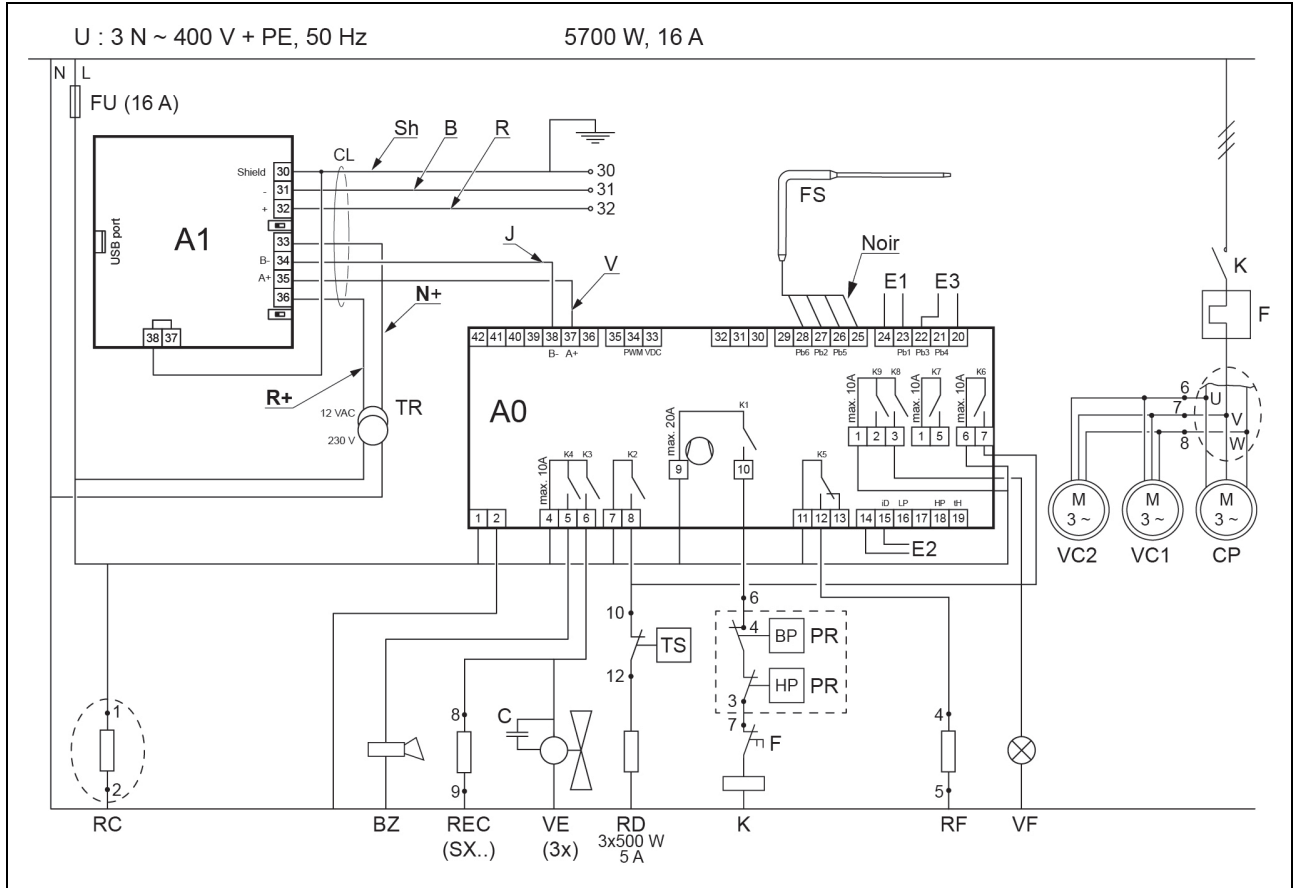 U : 3 N ~ 400 V + PE, 50 Hz 5700 W, 16 A
N L
FU (16 A)
Sh B R
CL
Shield 30
- 31
+ 32
33
B- 34
A+ 35
36
USB port
A1
38 37
30
31
32
J
V
N+
R+
12 VAC
230 V
TR
FS
Noir
E1 E3
K
F
42 41 40 39 38 37 36 35 34 33 32 31 30 29 28 27 26 25 24 23 22 21 20
B- A+ PWM VDC Pb6 Pb2 Pb5 Pb1 Pb3 Pb4
A0
max. 10A K9 K8 max. 10A K7 max. 10A K6
1 2 3 1 5 6 7
max. 20A K1
9 10
max. 10A K4 K3 K2 K5
iD LP HP tH
1 2 4 5 6 7 8 11 12 13 14 15 16 17 18 19
E2
6 U
7 V
8 W
M M M
3 ~ 3 ~ 3 ~
VC2 VC1 CP
10
TS
12
6
4 BP PR
HP PR
3
7
F
1
2
8
9
C
4
5
RC BZ REC VE RD K RF VF
(SX..) (3x) 3x500 W
5 A